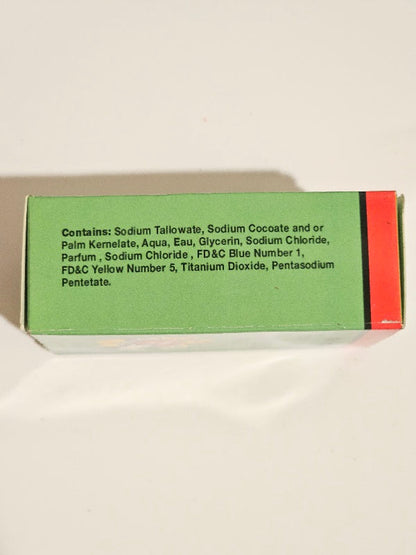 Contains: Sodium Tallowate, Sodium Cocoate and or
Palm Kernelate, Aqua, Eau, Glycerin, Sodium Chloride,
Parfum , Sodium Chloride , FD&C Blue Number 1,
FD&C Yellow Number 5, Titanium Dioxide, Pentasodium
Pentetate.